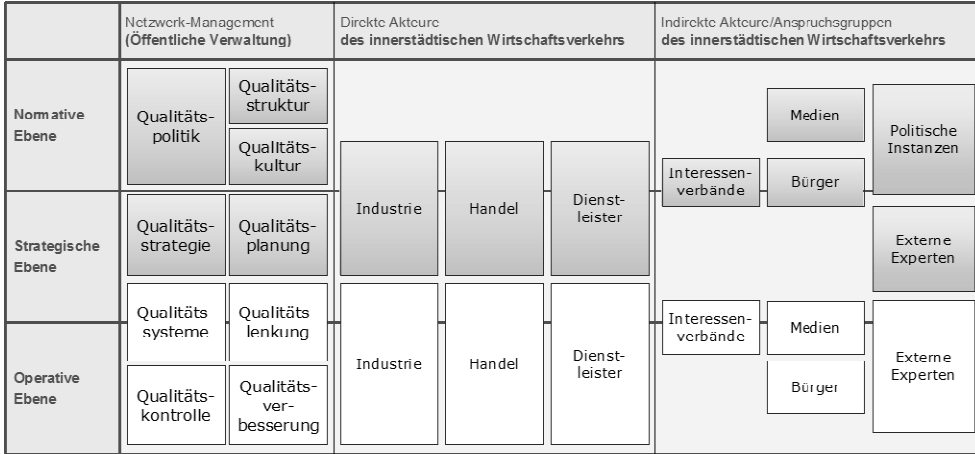 Netzwerk-Management
(Öffentliche Verwaltung)
Direkte Akteure
des innerstädtischen Wirtschaftsverkehrs
Indirekte Akteure/Anspruchsgruppen
des innerstädtischen Wirtschaftsverkehrs
Normative
Ebene
Qualitäts-
politik
Qualitäts-
struktur
Qualitäts-
kultur
Medien
Politische
Instanzen
Interessen-
verbände
Bürger
Strategische
Ebene
Qualitäts-
strategie
Qualitäts-
planung
Industrie
Handel
Dienst-
leister
Externe
Experten
Qualitäts
systeme
Qualitäts
lenkung
Interessen-
verbände
Medien
Operative
Ebene
Qualitäts-
kontrolle
Qualitäts-
ver-
besserung
Industrie
Handel
Dienst-
leister
Bürger
Externe
Experten